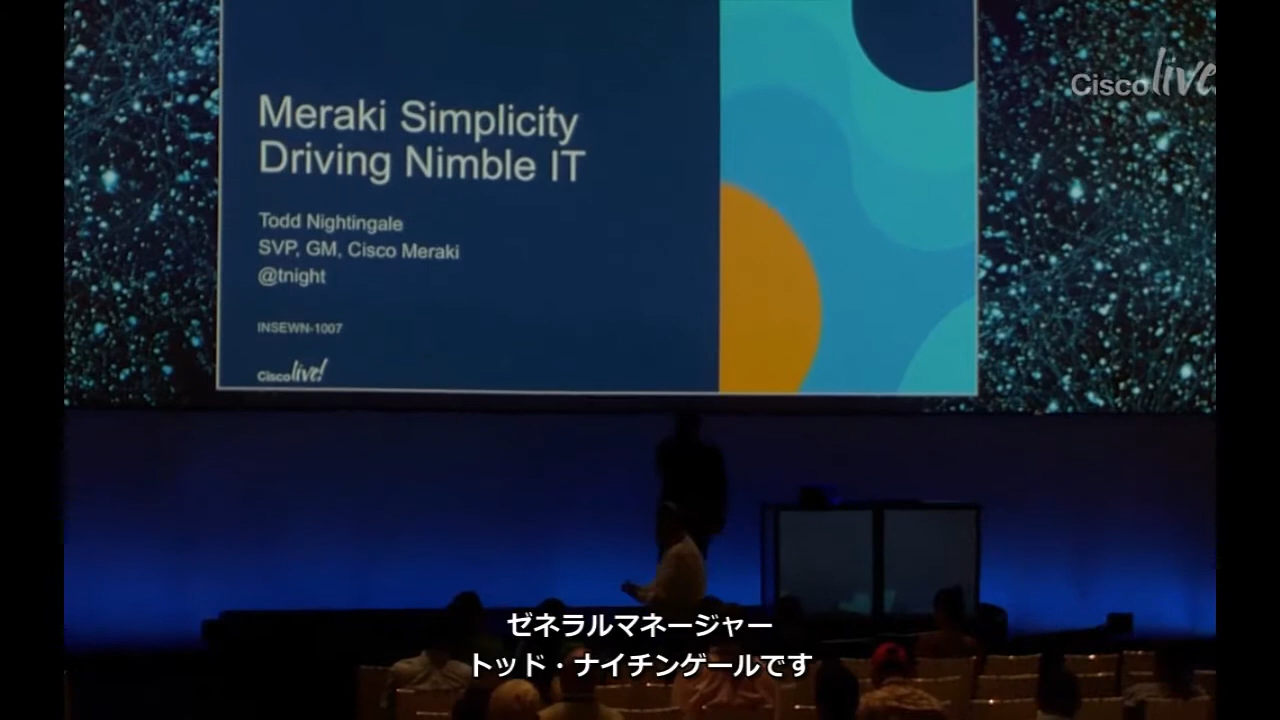 Cisco live!
Meraki Simplicity
Driving Nimble IT
Todd Nightingale
SVP, GM, Cisco Meraki
@tnight
INSEWN-1007
Cisco live!
ゼネラルマネージャー
トッド・ナイチンゲールです